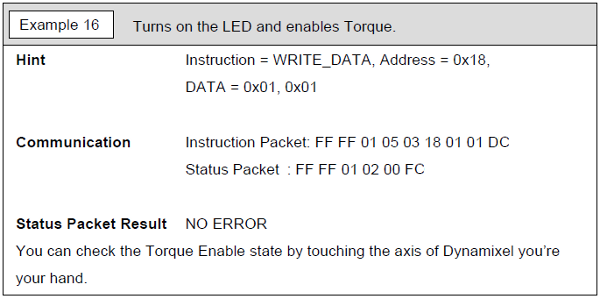 Example 16 Turns on the LED and enables Torque.
Hint Instruction = WRITE_DATA, Address = 0x18,
DATA = 0x01, 0x01
Communication Instruction Packet: FF FF 01 05 03 18 01 01 DC
Status Packet : FF FF 01 02 00 FC
Status Packet Result NO ERROR
You can check the Torque Enable state by touching the axis of Dynamixel you're
your hand.